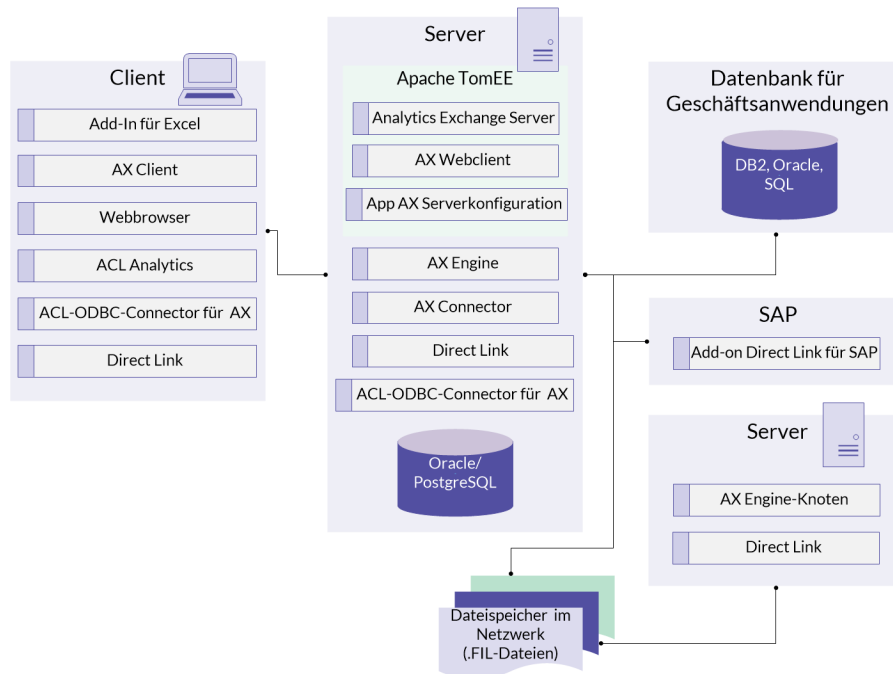 Client
Add-In für Excel
AX Client
Webbrowser
ACL Analytics
ACL-ODBC-Connector für AX
Direct Link
Server
Apache TomEE
Analytics Exchange Server
AX Webclient
App AX Serverkonfiguration
AX Engine
AX Connector
Direct Link
ACL-ODBC-Connector für AX
Oracle/
PostgreSQL
Datenbank für
Geschäftsanwendungen
DB2, Oracle,
SQL
SAP
Add-on Direct Link für SAP
Server
AX Engine-Knoten
Direct Link
Dateispeicher im
Netzwerk
(.FIL-Dateien)